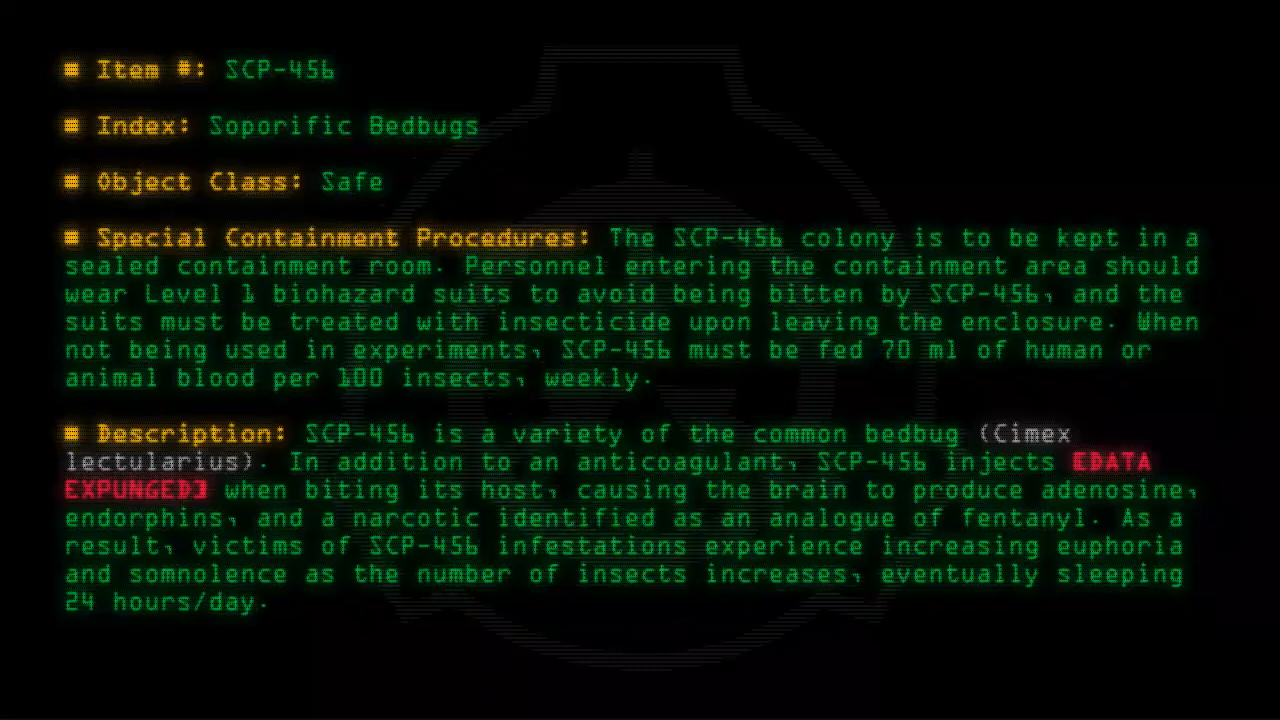 ■ Item #: SCP-456
■ Index: Soporific Bedbugs
■ Object Class: Safe
■ Special Containment Procedures: The SCP-456 colony is to be kept in a
sealed containment room. Personnel entering the containment area should
wear Level 1 biohazard suits to avoid being bitten by SCP-456, and the
suits must be treated with insecticide upon leaving the enclosure. When
not being used in experiments, SCP-456 must be fed 70 ml of human or
animal blood per 100 insects, weekly.
■ Description: SCP-456 is a variety of the common bedbug (Cimex
lectularius). In addition to an anticoagulant, SCP-456 injects [DATA
EXPUNGED] when biting its host, causing the brain to produce adenosine,
endorphins, and a narcotic identified as an analogue of fentanyl. As a
result, victims of SCP-456 infestations experience increasing euphoria
and somnolence as the number of insects increases, eventually sleeping
24 hours/day.